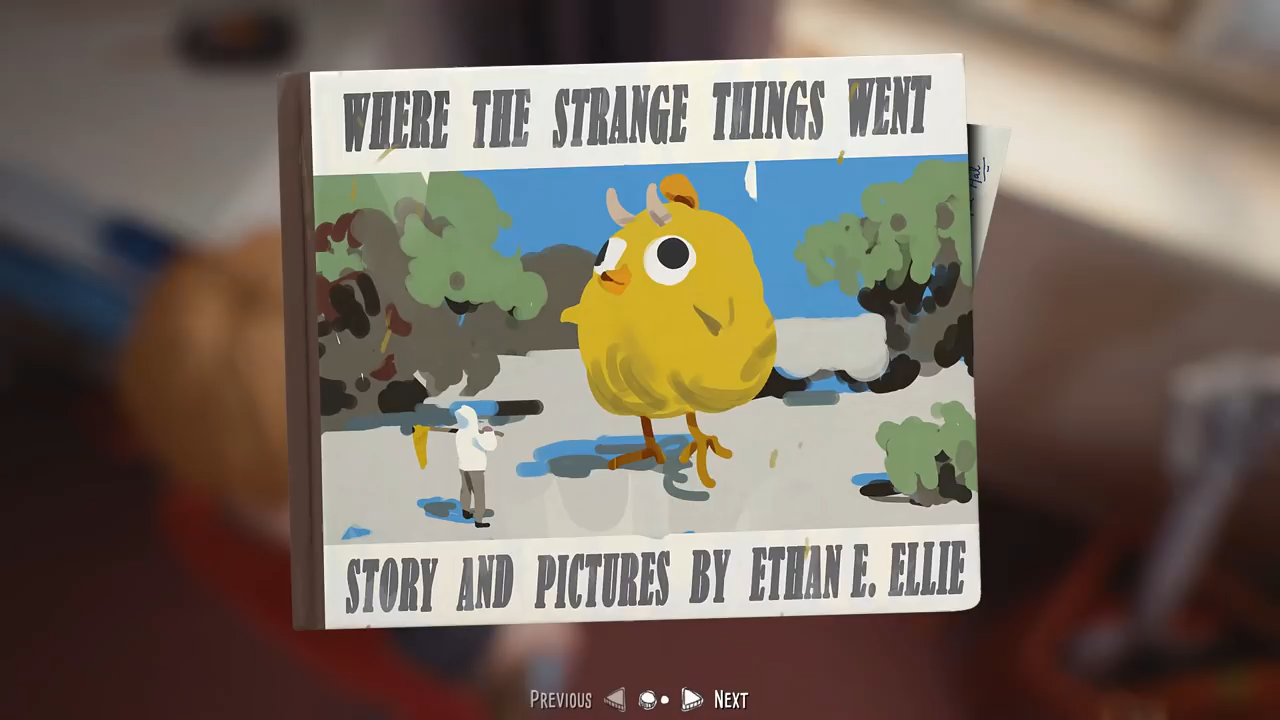 WHERE THE STRANGE THINGS WENT
STORY AND PICTURES BY ETHAN E. ELLIE
PREVIOUS NEXT